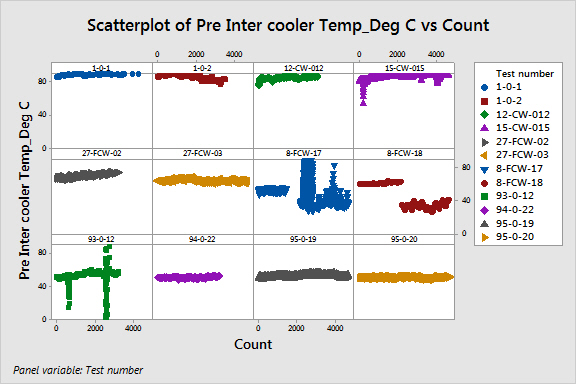 Scatterplot of Pre Inter cooler Temp_Deg C vs Count
0 2000 4000 0 2000 4000
1-0-1 1-0-2 12-CW-012 15-CW-015
80
40
0
27-FCW-02 27-FCW-03 8-FCW-17 8-FCW-18
80
40
0
93-0-12 94-0-22 95-0-19 95-0-20
80
40
0
0 2000 4000 0 2000 4000
Pre Inter cooler Temp_Deg C
Count
Test number
1-0-1
1-0-2
12-CW-012
15-CW-015
27-FCW-02
27-FCW-03
8-FCW-17
8-FCW-18
93-0-12
94-0-22
95-0-19
95-0-20
Panel variable: Test number